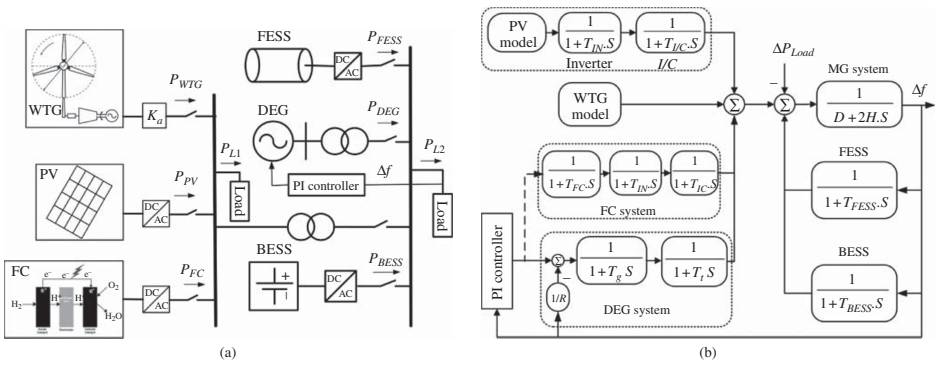 WTG
P_WTG
K_a
PV
P_PV
DC
AC
FC
e⁻ e⁻ e⁻
O₂
H₂
H⁺ H⁺
H₂O
P_FC
DC
AC
P_L1
Load
FESS
P_FESS
DC
AC
DEG
P_DEG
Δf
PI controller
P_L2
Load
BESS
+
−
DC
AC
P_BESS
(a)
PV
model
1
1+T_IN.S
Inverter
1
1+T_I/C.S
I/C
WTG
model
Σ
ΔP_Load
−
Σ
MG system
1
D+2H.S
Δf
FESS
1
1+T_FESS.S
BESS
1
1+T_BESS.S
1
1+T_FC.S
1
1+T_IN.S
1
1+T_IC.S
FC system
PI controller
Σ
−
1/R
1
1+T_g S
1
1+T_t S
DEG system
(b)